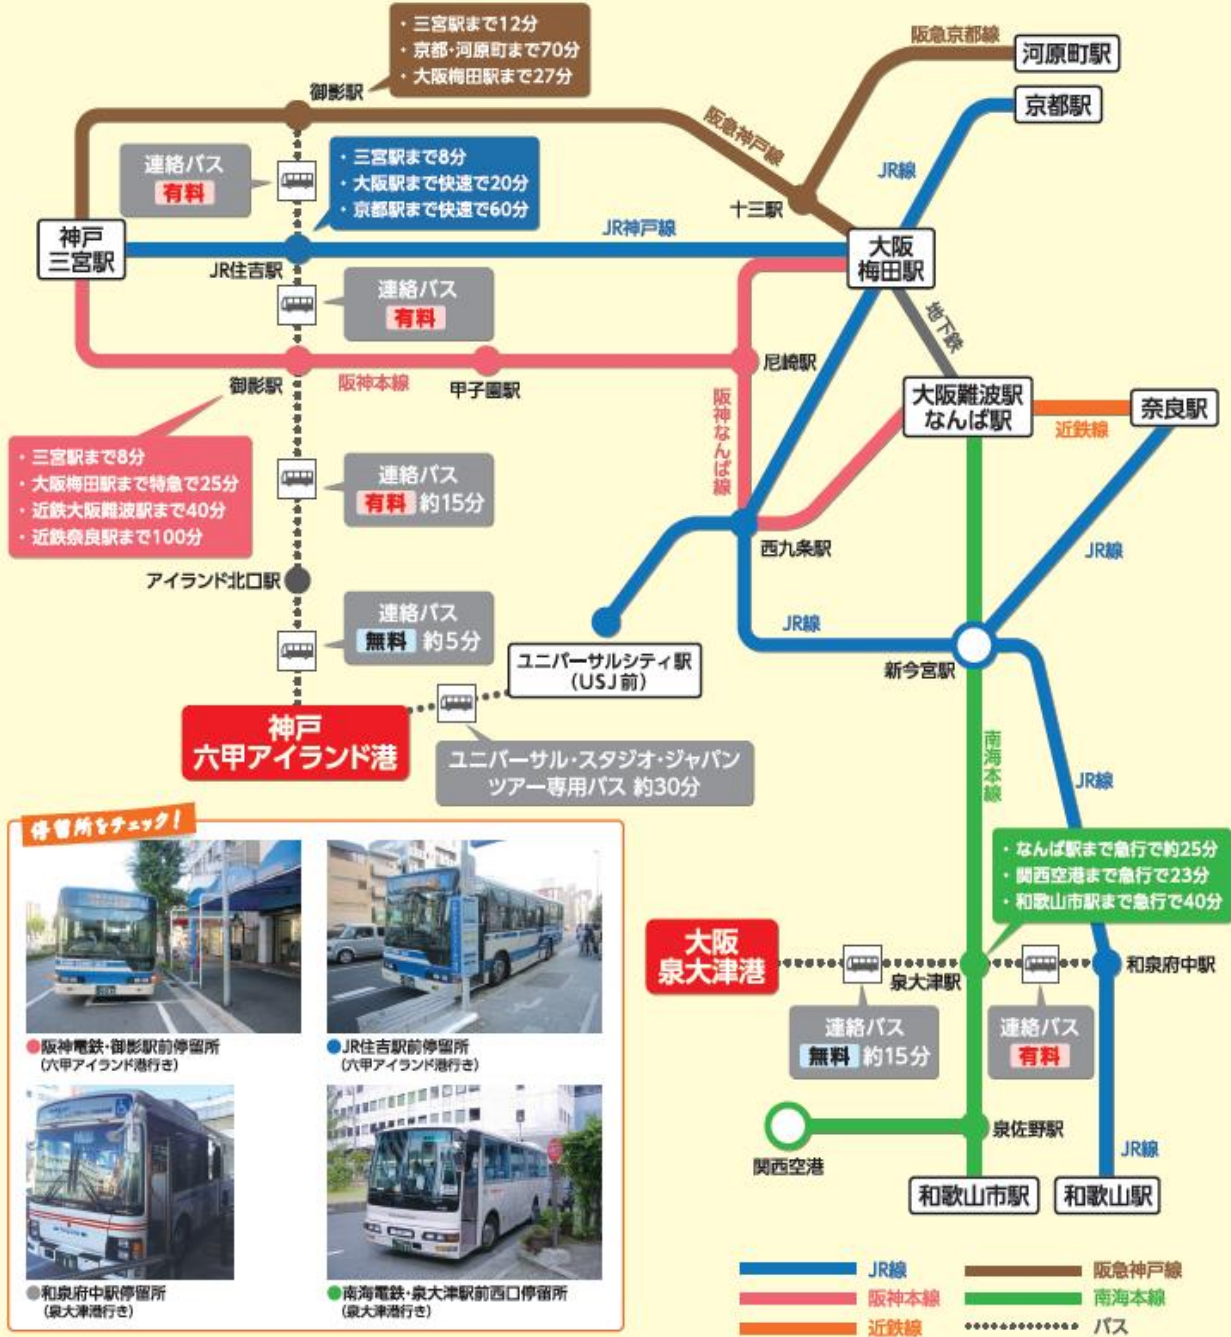 ・三宮駅まで12分
・京都・河原町まで70分
・大阪梅田駅まで27分
阪急京都線
河原町駅
京都駅
御影駅
阪急神戸線
JR線
連絡バス
有料
・三宮駅まで8分
・大阪駅まで快速で20分
・京都駅まで快速で60分
十三駅
神戸
三宮駅
JR神戸線
大阪
梅田駅
JR住吉駅
連絡バス
有料
地下鉄
御影駅
阪神本線
甲子園駅
尼崎駅
阪神なんば線
大阪難波駅
なんば駅
近鉄線
奈良駅
・三宮駅まで8分
・大阪梅田駅まで特急で25分
・近鉄大阪難波駅まで40分
・近鉄奈良駅まで100分
連絡バス
有料 約15分
西九条駅
JR線
アイランド北口駅
連絡バス
無料 約5分
JR線
ユニバーサルシティ駅
(USJ前)
新今宮駅
神戸
六甲アイランド港
ユニバーサル・スタジオ・ジャパン
ツアー専用バス 約30分
南海本線
JR線
停留所をチェック!
・なんば駅まで急行で約25分
・関西空港まで急行で23分
・和歌山市駅まで急行で40分
大阪
泉大津港
泉大津駅
和泉府中駅
連絡バス
無料 約15分
連絡バス
有料
●阪神電鉄・御影駅前停留所
(六甲アイランド港行き)
●JR住吉駅前停留所
(六甲アイランド港行き)
泉佐野駅
関西空港
JR線
和歌山市駅
和歌山駅
●和泉府中駅停留所
(泉大津港行き)
●南海電鉄・泉大津駅前西口停留所
(泉大津港行き)
JR線
阪急神戸線
阪神本線
南海本線
近鉄線
バス